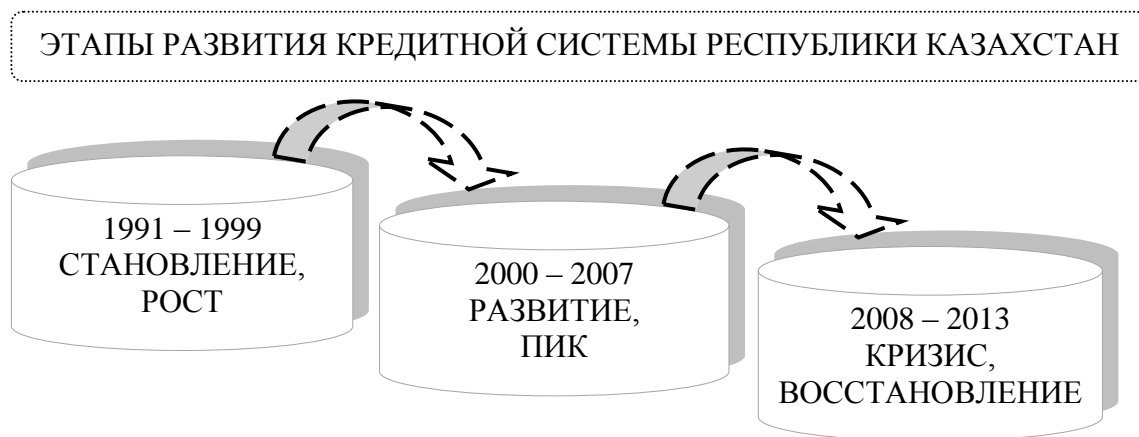 ЭТАПЫ РАЗВИТИЯ КРЕДИТНОЙ СИСТЕМЫ РЕСПУБЛИКИ КАЗАХСТАН
1991 – 1999
СТАНОВЛЕНИЕ,
РОСТ
2000 – 2007
РАЗВИТИЕ,
ПИК
2008 – 2013
КРИЗИС,
ВОССТАНОВЛЕНИЕ